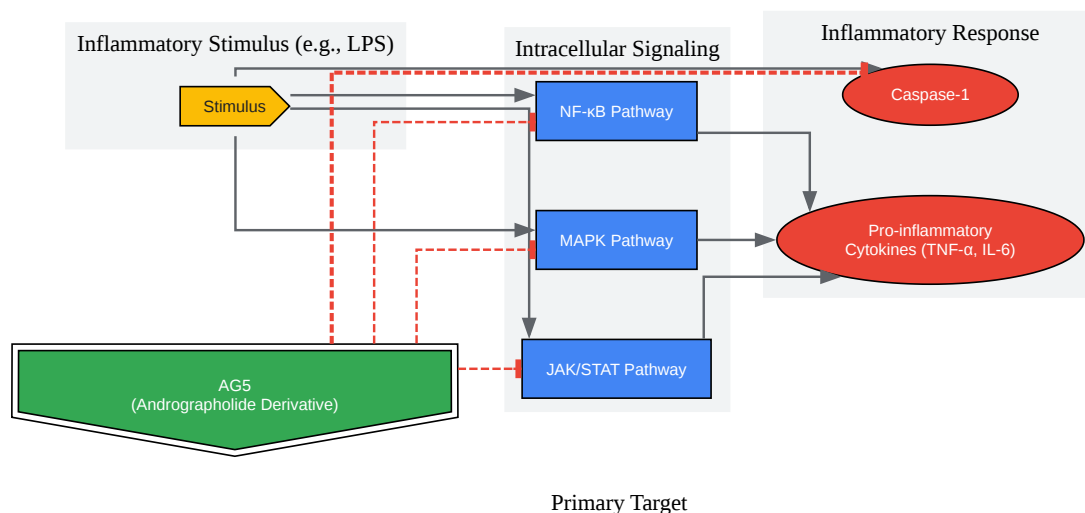 Inflammatory Stimulus (e.g., LPS)
Stimulus
Intracellular Signaling
NF-κB Pathway
MAPK Pathway
JAK/STAT Pathway
Inflammatory Response
Caspase-1
Pro-inflammatory
Cytokines (TNF-α, IL-6)
AG5
(Andrographolide Derivative)
Primary Target